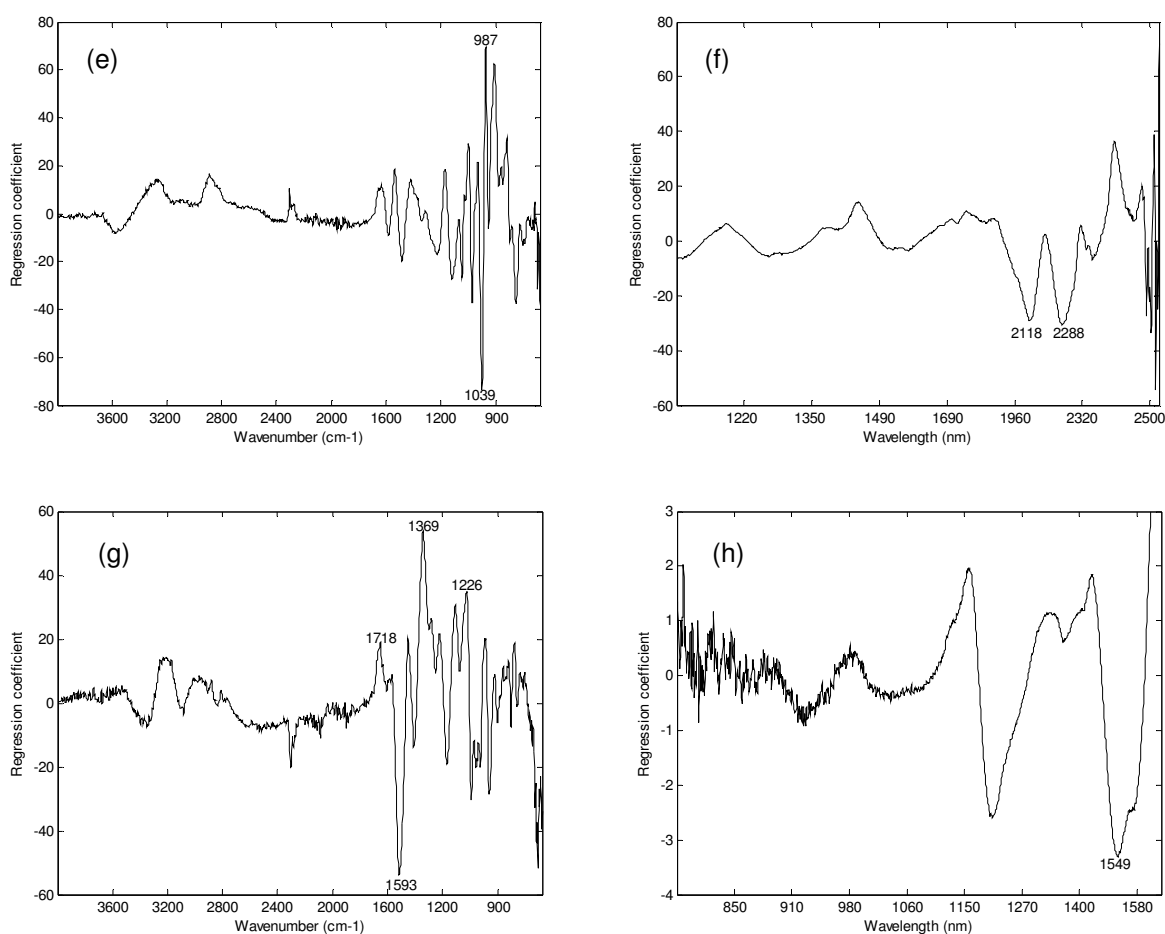 (e)
987
1039
80
60
40
20
0
-20
-40
-60
-80
Regression coefficient
3600 3200 2800 2400 2000 1600 1200 900
Wavenumber (cm-1)
(f)
2118 2288
80
60
40
20
0
-20
-40
-60
Regression coefficient
1220 1350 1490 1690 1960 2320 2500
Wavelength (nm)
(g)
1369
1226
1718
1593
60
40
20
0
-20
-40
-60
Regression coefficient
3600 3200 2800 2400 2000 1600 1200 900
Wavenumber (cm-1)
(h)
1549
3
2
1
0
-1
-2
-3
-4
Regression coefficient
850 910 980 1060 1150 1270 1400 1580
Wavelength (nm)